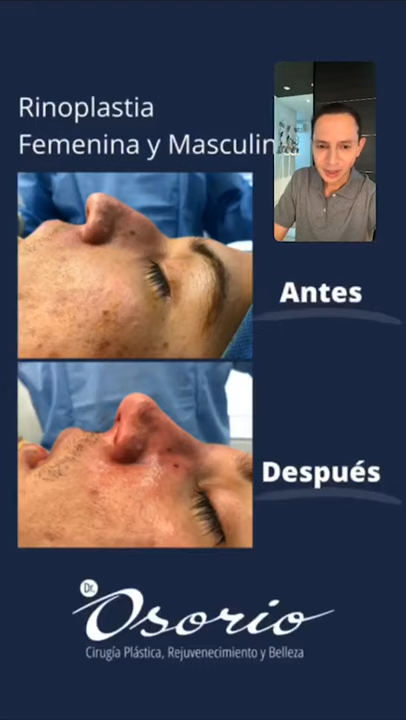 Rinoplastia
Femenina y Masculin
Antes
Después
Dr.
Osorio
Cirugía Plástica, Rejuvenecimiento y Belleza